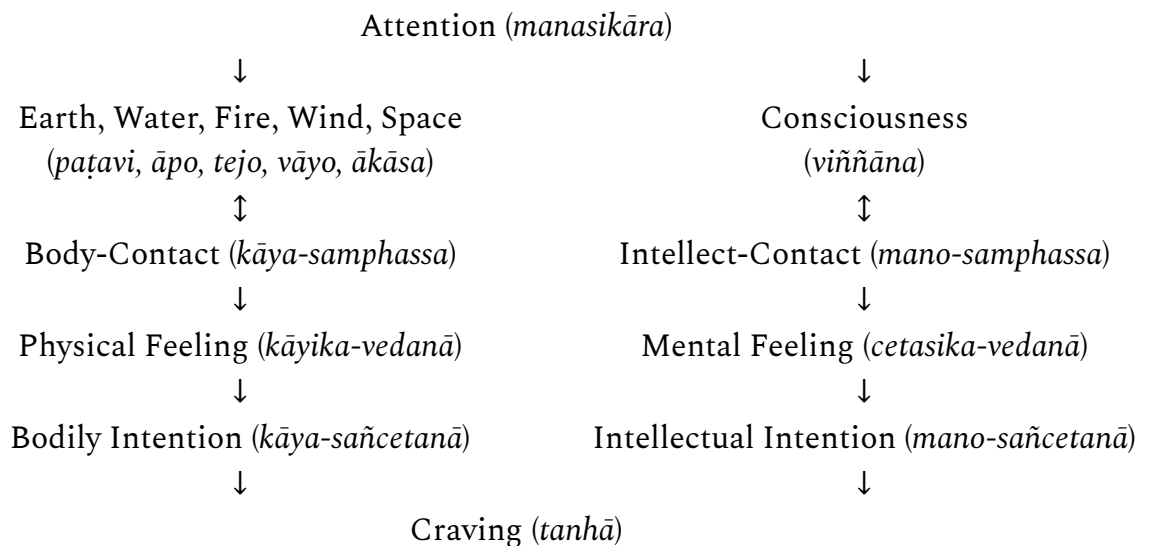 Attention (manasikāra)
↓ ↓
Earth, Water, Fire, Wind, Space Consciousness
(paṭavi, āpo, tejo, vāyo, ākāsa) (viññāna)
↕ ↕
Body-Contact (kāya-samphassa) Intellect-Contact (mano-samphassa)
↓ ↓
Physical Feeling (kāyika-vedanā) Mental Feeling (cetasika-vedanā)
↓ ↓
Bodily Intention (kāya-sañcetanā) Intellectual Intention (mano-sañcetanā)
↓ ↓
Craving (tanhā)